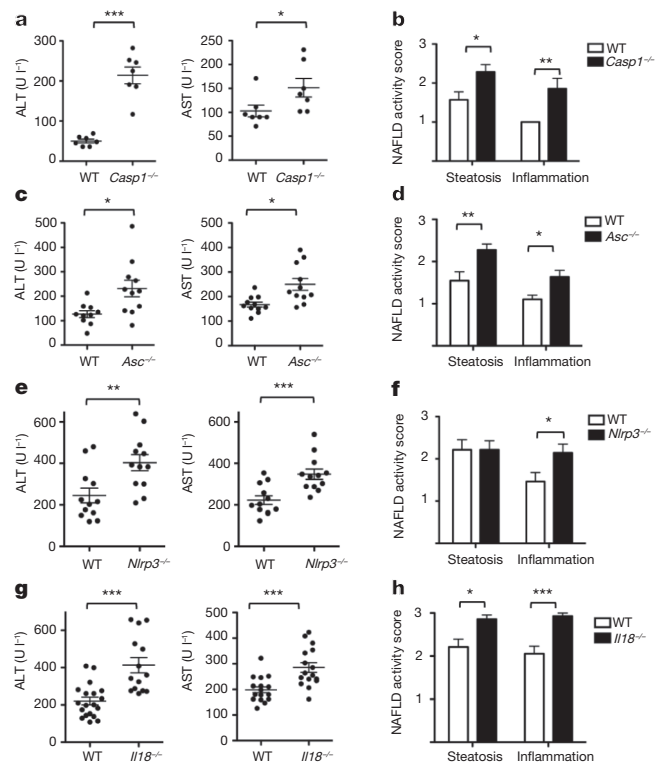 a
***
ALT (U l⁻¹)
300
200
100
0
WT Casp1⁻/⁻
*
AST (U l⁻¹)
250
200
150
100
50
0
WT Casp1⁻/⁻
b
WT
Casp1⁻/⁻
NAFLD activity score
3
2
1
0
*
**
Steatosis Inflammation
c
*
ALT (U l⁻¹)
500
400
300
200
100
0
WT Asc⁻/⁻
*
AST (U l⁻¹)
500
400
300
200
100
0
WT Asc⁻/⁻
d
WT
Asc⁻/⁻
NAFLD activity score
3
2
1
**
*
Steatosis Inflammation
e
**
ALT (U l⁻¹)
600
400
200
0
WT Nlrp3⁻/⁻
***
AST (U l⁻¹)
600
400
200
0
WT Nlrp3⁻/⁻
f
WT
Nlrp3⁻/⁻
NAFLD activity score
3
2
1
*
Steatosis Inflammation
g
***
ALT (U l⁻¹)
600
400
200
0
WT Il18⁻/⁻
***
AST (U l⁻¹)
500
400
300
200
100
0
WT Il18⁻/⁻
h
WT
Il18⁻/⁻
NAFLD activity score
3
2
1
0
*
***
Steatosis Inflammation